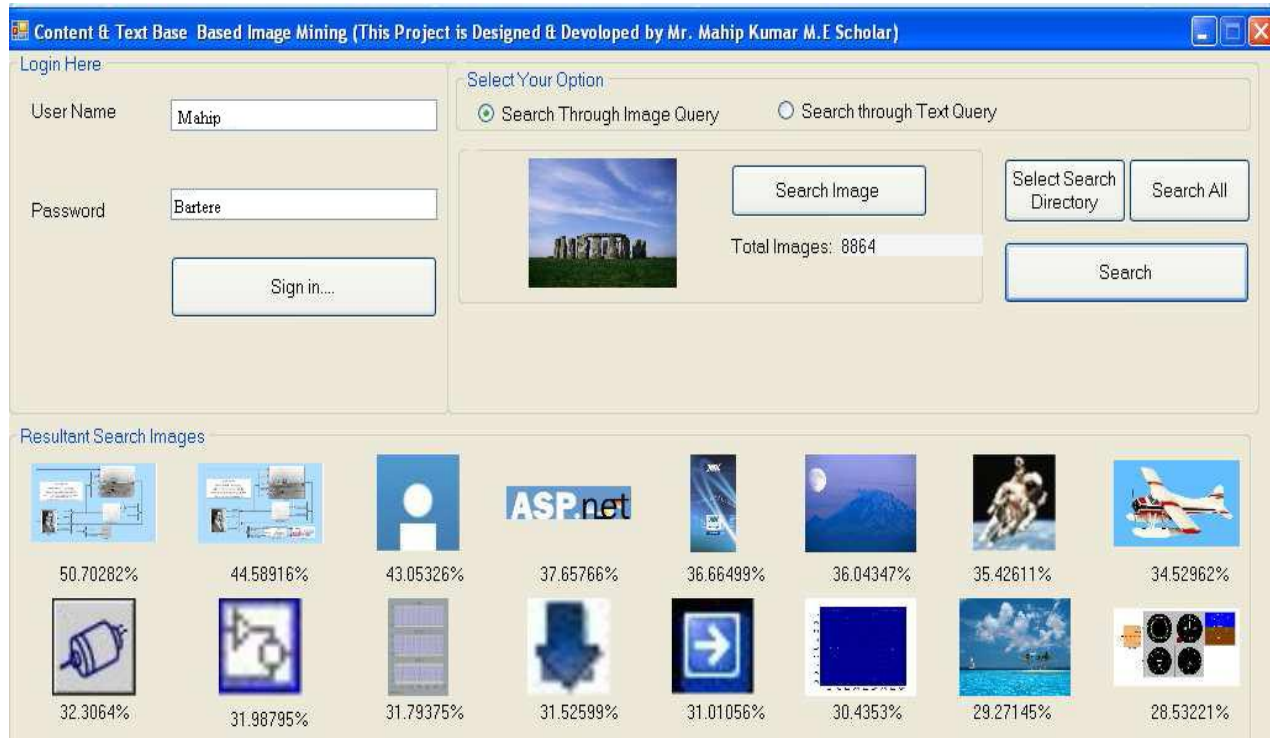 Content & Text Base Based Image Mining (This Project is Designed & Devoloped by Mr. Mahip Kumar M.E Scholar)
Login Here
User Name
Mahip
Password
Bartere
Sign in....
Select Your Option
Search Through Image Query
Search through Text Query
Search Image
Total Images: 8864
Select Search
Directory
Search All
Search
Resultant Search Images
ASP.net
50.70282%
44.58916%
43.05326%
37.65766%
36.66499%
36.04347%
35.42611%
34.52962%
32.3064%
31.98795%
31.79375%
31.52599%
31.01056%
30.4353%
29.27145%
28.53221%